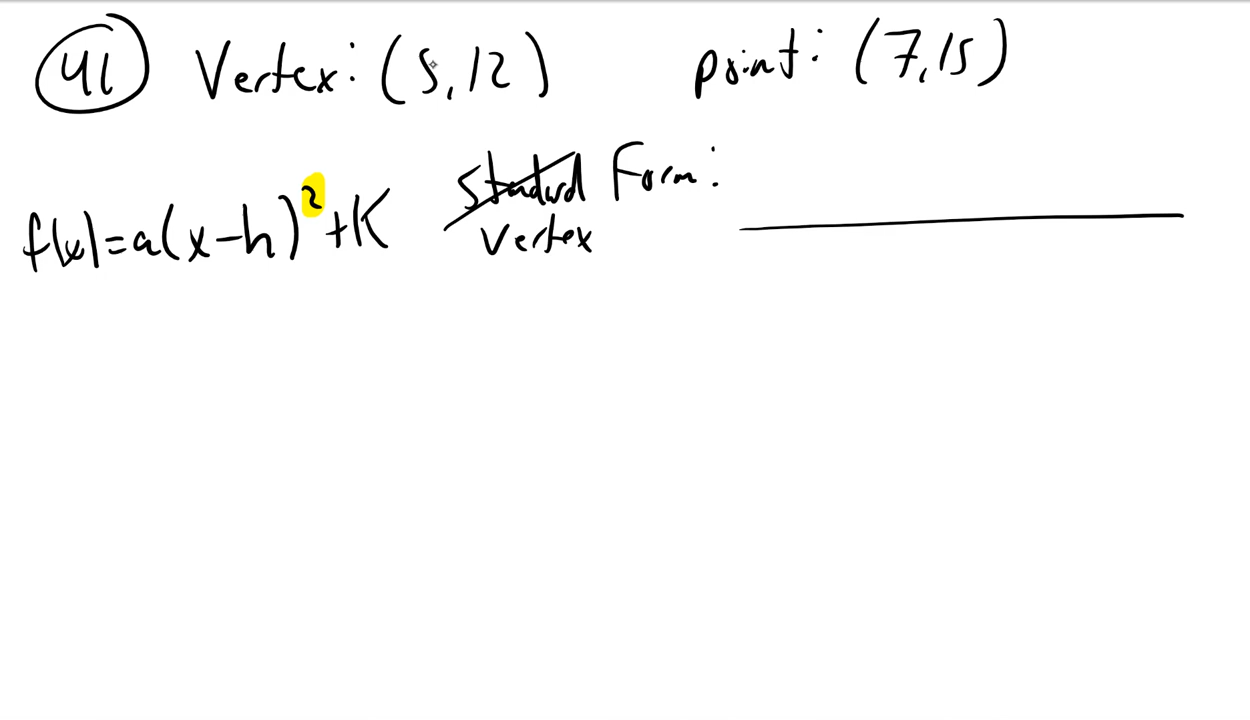 41 Vertex: (5,12) point: (7,15)
Standard Form:
f(x)=a(x-h)²+K Vertex